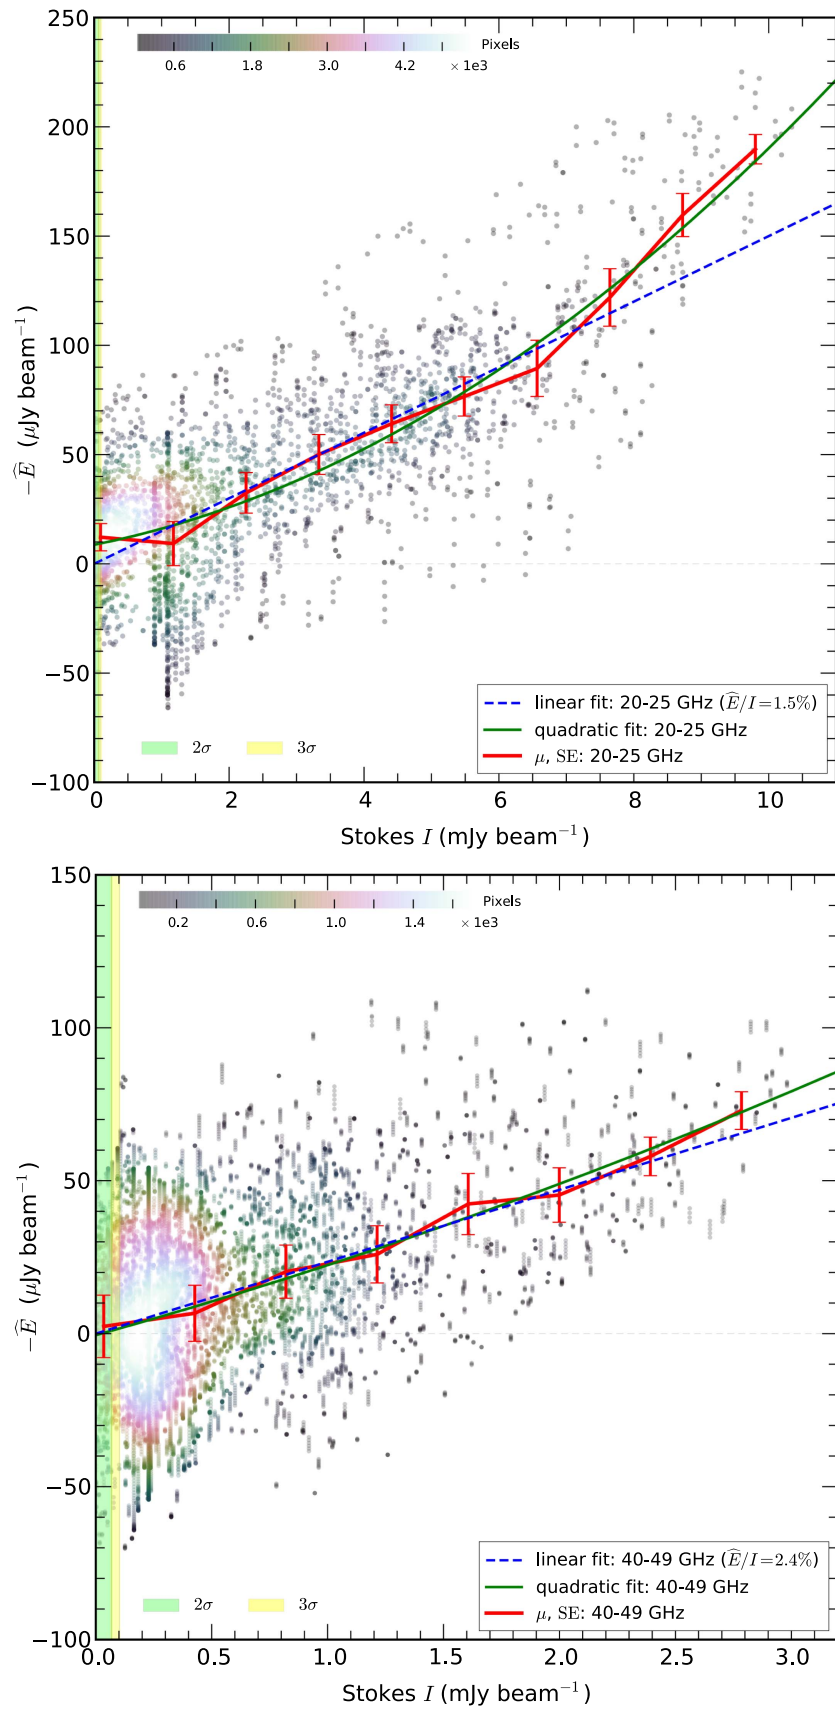 250
200
150
100
50
0
−50
−100
−Ê (μJy beam⁻¹)
0.6 1.8 3.0 4.2 × 1e3
Pixels
linear fit: 20-25 GHz (Ê/I=1.5%)
quadratic fit: 20-25 GHz
μ, SE: 20-25 GHz
2σ 3σ
0 2 4 6 8 10
Stokes I (mJy beam⁻¹)
150
100
50
0
−50
−100
−Ê (μJy beam⁻¹)
0.2 0.6 1.0 1.4 × 1e3
Pixels
linear fit: 40-49 GHz (Ê/I=2.4%)
quadratic fit: 40-49 GHz
μ, SE: 40-49 GHz
2σ 3σ
0.0 0.5 1.0 1.5 2.0 2.5 3.0
Stokes I (mJy beam⁻¹)